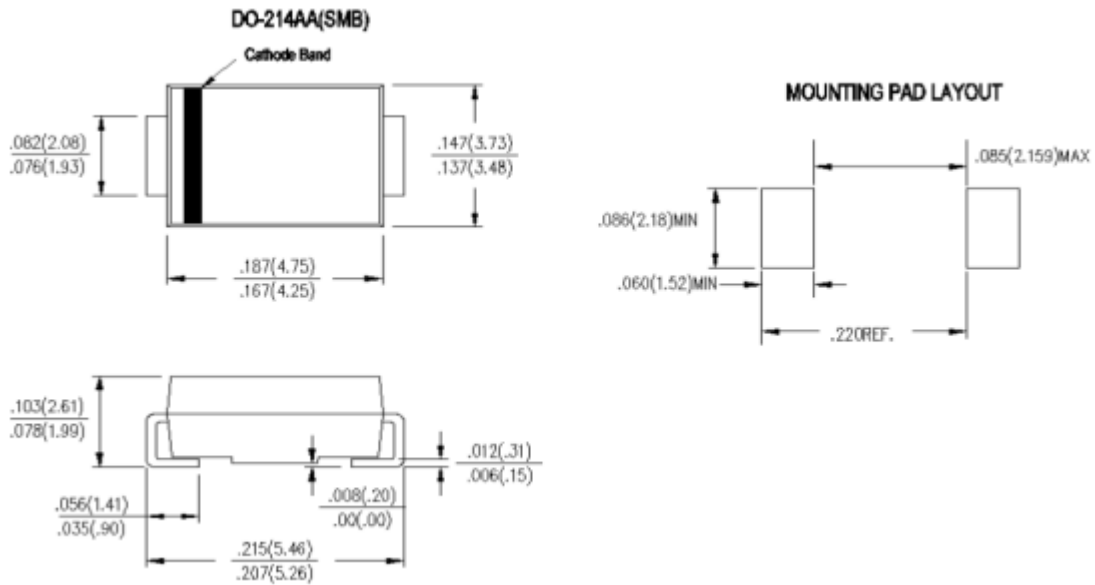 DO-214AA(SMB)
Cathode Band
.082(2.08)
.076(1.93)
.147(3.73)
.137(3.48)
.187(4.75)
.167(4.25)
MOUNTING PAD LAYOUT
.085(2.159)MAX
.086(2.18)MIN
.060(1.52)MIN
.220REF.
.103(2.61)
.078(1.99)
.012(.31)
.006(.15)
.008(.20)
.00(.00)
.056(1.41)
.035(.90)
.215(5.46)
.207(5.26)